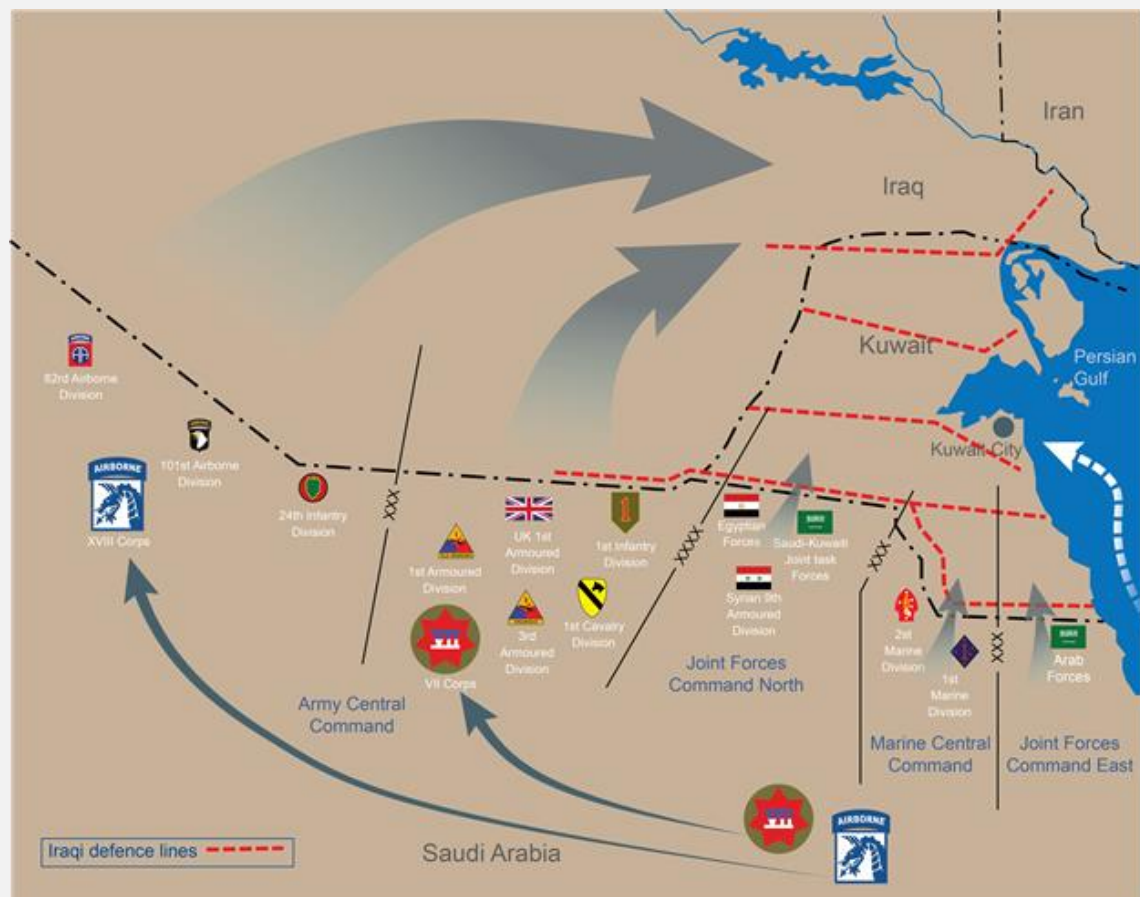 Iran
Iraq
Kuwait
Persian
Gulf
Kuwait City
82rd Airborne
Division
101st Airborne
Division
AIRBORNE
XVIII Corps
24th Infantry
Division
XXX
1st Armoured
Division
UK 1st
Armoured
Division
1
1st Infantry
Division
3rd
Armoured
Division
1st Cavalry
Division
VII Corps
Army Central
Command
XXXX
Egyptian
Forces
Saudi-Kuwaiti
Joint task
Forces
Syrian 9th
Armoured
Division
Joint Forces
Command North
XXX
2st
Marine
Division
1st
Marine
Division
Marine Central
Command
XXX
Arab
Forces
Joint Forces
Command East
AIRBORNE
Saudi Arabia
Iraqi defence lines